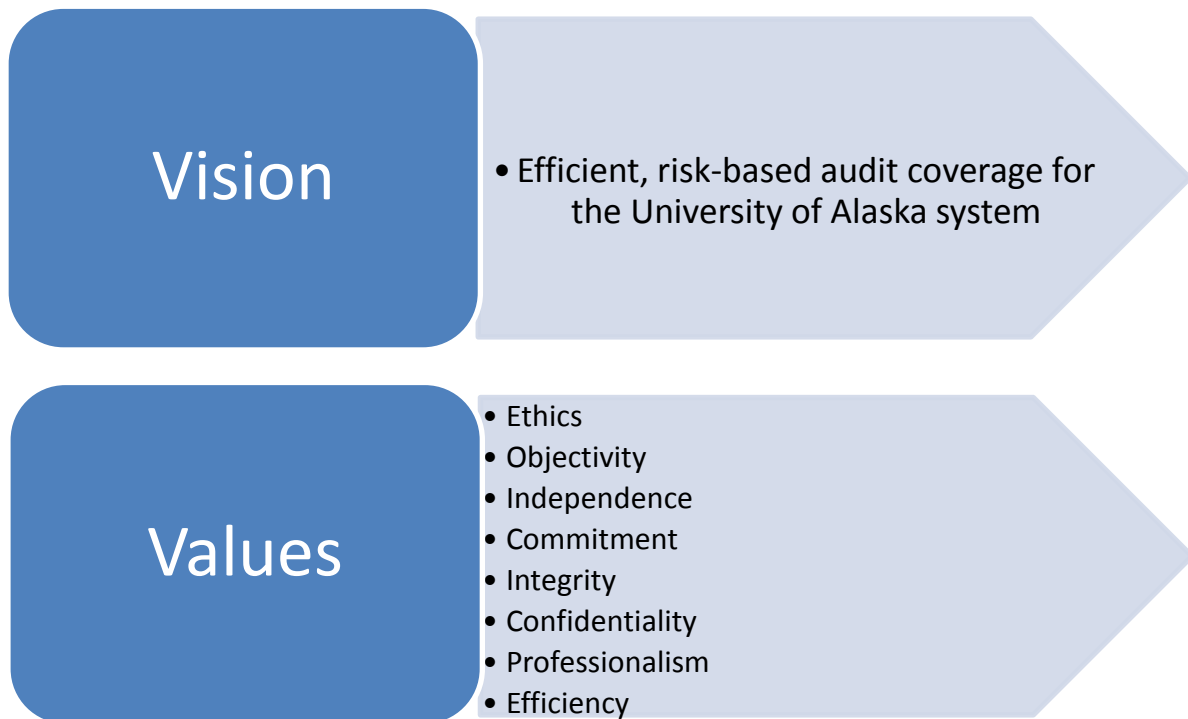 Vision
• Efficient, risk-based audit coverage for
the University of Alaska system
Values
• Ethics
• Objectivity
• Independence
• Commitment
• Integrity
• Confidentiality
• Professionalism
• Efficiency